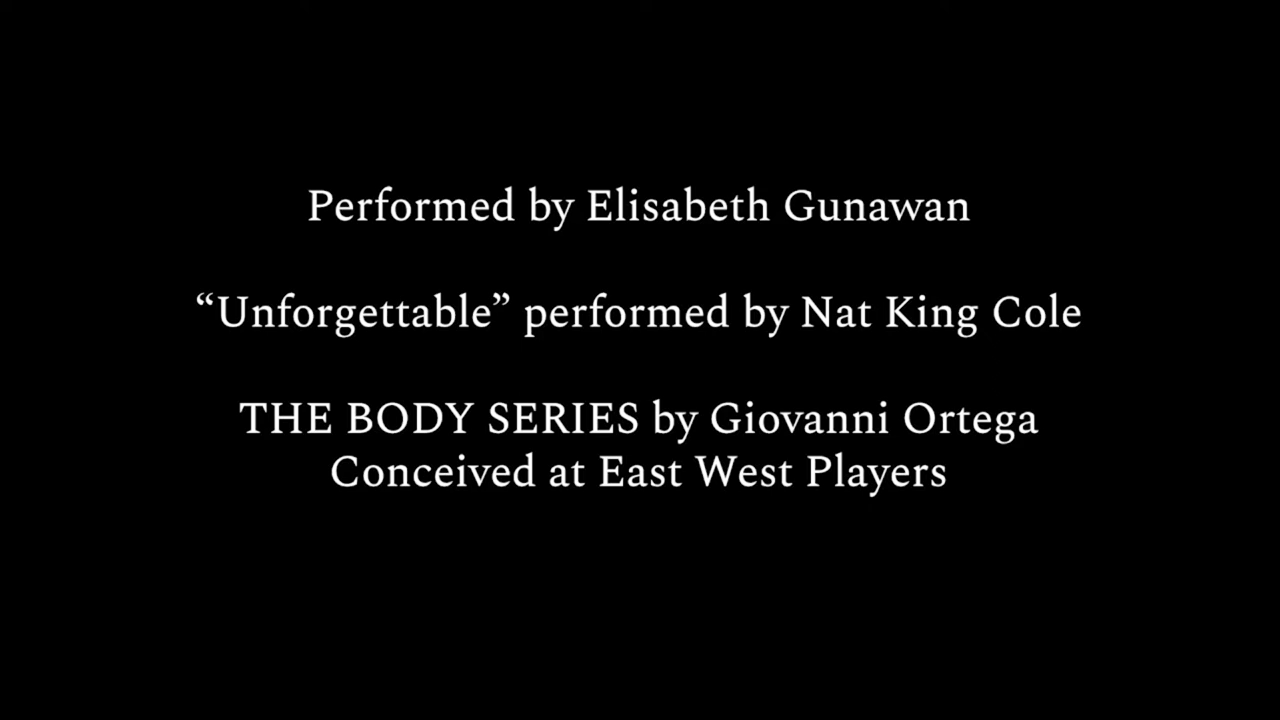 Performed by Elisabeth Gunawan
“Unforgettable” performed by Nat King Cole
THE BODY SERIES by Giovanni Ortega
Conceived at East West Players